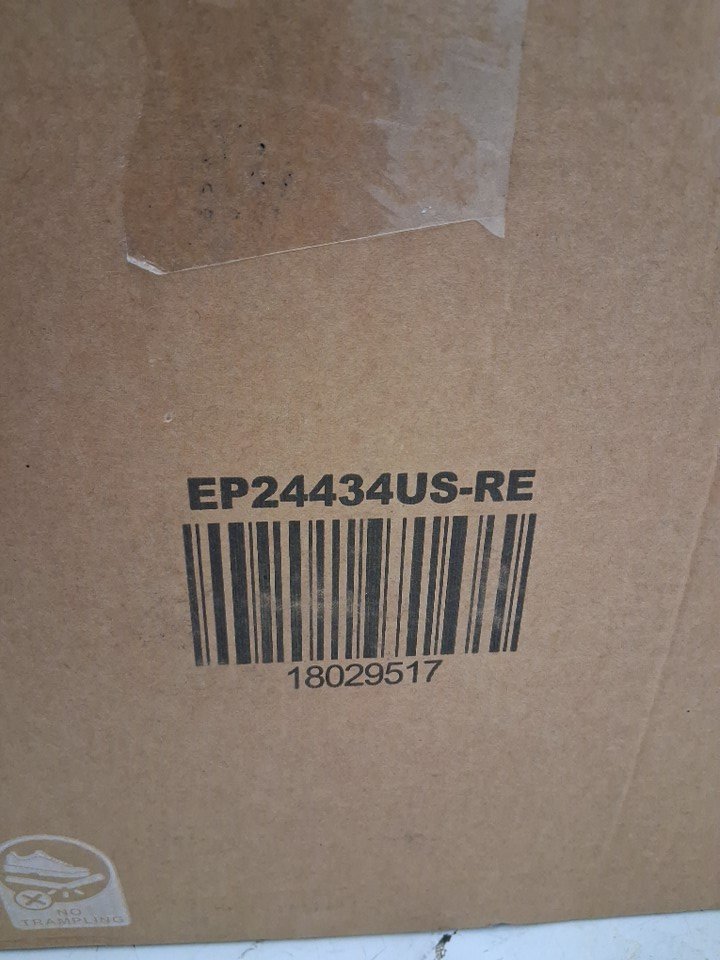 EP24434US-RE
18029517
NO
TRAMPLING